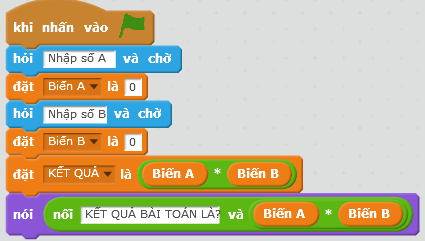 khi nhấn vào
hỏi Nhập số A và chờ
đặt Biến A là 0
hỏi Nhập số B và chờ
đặt Biến B là 0
đặt KẾT QUẢ là Biến A * Biến B
nói nối KẾT QUẢ BÀI TOÁN LÀ? và Biến A * Biến B